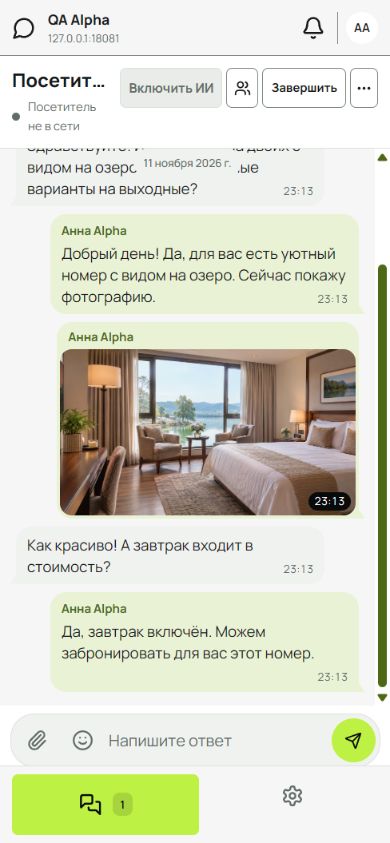 QA Alpha
127.0.0.1:18081
AA
Посетит...
Посетитель
не в сети
Включить ИИ
Завершить
видом на озеро
11 ноября 2026 г.
варианты на выходные?
23:13
Анна Alpha
Добрый день! Да, для вас есть уютный
номер с видом на озеро. Сейчас покажу
фотографию.
23:13
Анна Alpha
23:13
Как красиво! А завтрак входит в
стоимость?
23:13
Анна Alpha
Да, завтрак включён. Можем
забронировать для вас этот номер.
23:13
Напишите ответ
1